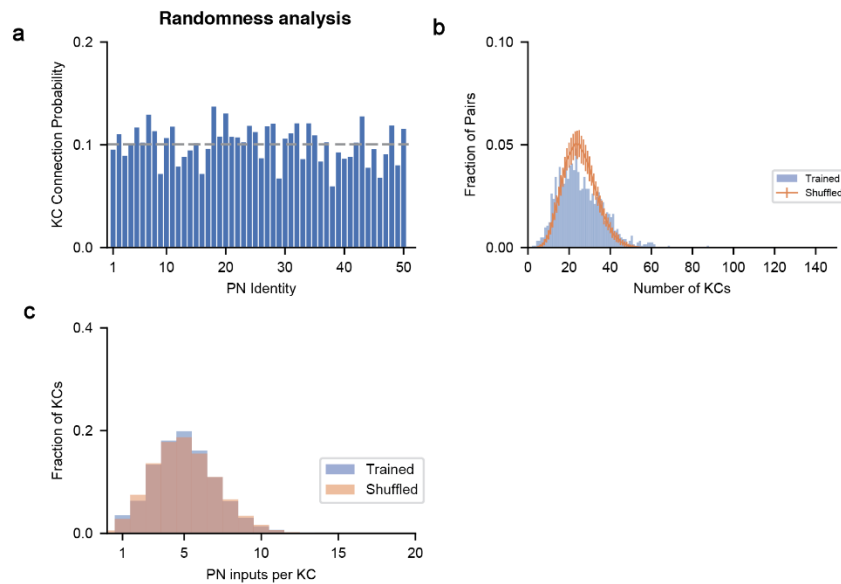 Randomness analysis
a
KC Connection Probability
0.2
0.1
0.0
1 10 20 30 40 50
PN Identity
b
Fraction of Pairs
0.10
0.05
0.00
0 20 40 60 80 100 120 140
Number of KCs
Trained
Shuffled
c
Fraction of KCs
0.4
0.2
0.0
1 5 10 15 20
PN inputs per KC
Trained
Shuffled